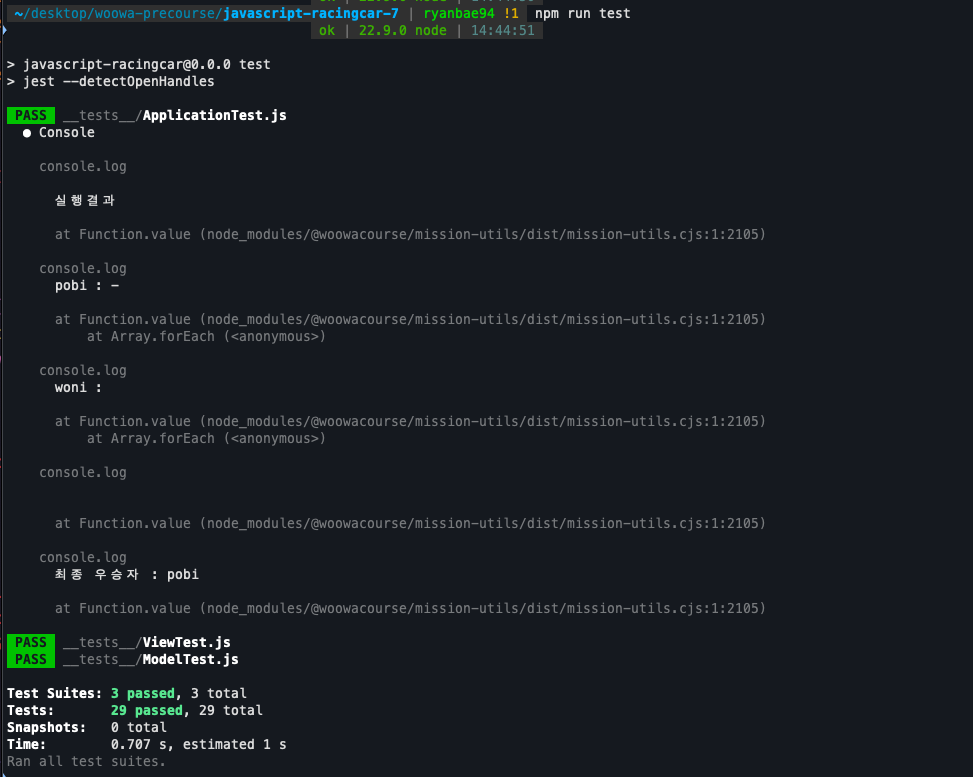 ~/desktop/woowa-precourse/javascript-racingcar-7 | ryanbae94 !1 npm run test
ok | 22.9.0 node | 14:44:51
> javascript-racingcar@0.0.0 test
> jest --detectOpenHandles
PASS __tests__/ApplicationTest.js
● Console
console.log
실행결과
at Function.value (node_modules/@woowacourse/mission-utils/dist/mission-utils.cjs:1:2105)
console.log
pobi : -
at Function.value (node_modules/@woowacourse/mission-utils/dist/mission-utils.cjs:1:2105)
at Array.forEach (<anonymous>)
console.log
woni :
at Function.value (node_modules/@woowacourse/mission-utils/dist/mission-utils.cjs:1:2105)
at Array.forEach (<anonymous>)
console.log
at Function.value (node_modules/@woowacourse/mission-utils/dist/mission-utils.cjs:1:2105)
console.log
최종 우승자 : pobi
at Function.value (node_modules/@woowacourse/mission-utils/dist/mission-utils.cjs:1:2105)
PASS __tests__/ViewTest.js
PASS __tests__/ModelTest.js
Test Suites: 3 passed, 3 total
Tests: 29 passed, 29 total
Snapshots: 0 total
Time: 0.707 s, estimated 1 s
Ran all test suites.